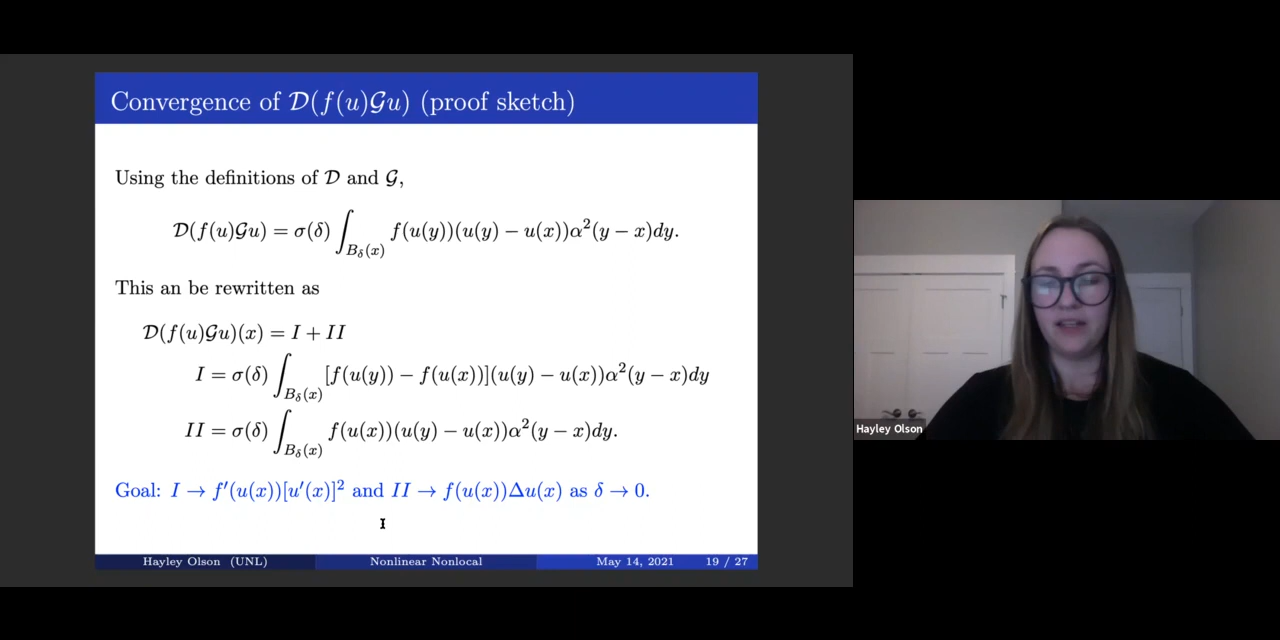 Convergence of 𝒟(f(u)𝒢u) (proof sketch)
Using the definitions of 𝒟 and 𝒢,
𝒟(f(u)𝒢u) = σ(δ) ∫_{B_δ(x)} f(u(y))(u(y) − u(x))α²(y − x)dy.
This an be rewritten as
𝒟(f(u)𝒢u)(x) = I + II
I = σ(δ) ∫_{B_δ(x)} [f(u(y)) − f(u(x))](u(y) − u(x))α²(y − x)dy
II = σ(δ) ∫_{B_δ(x)} f(u(x))(u(y) − u(x))α²(y − x)dy.
Goal: I → f′(u(x))[u′(x)]² and II → f(u(x))Δu(x) as δ → 0.
Hayley Olson (UNL) Nonlinear Nonlocal May 14, 2021 19 / 27
Hayley Olson